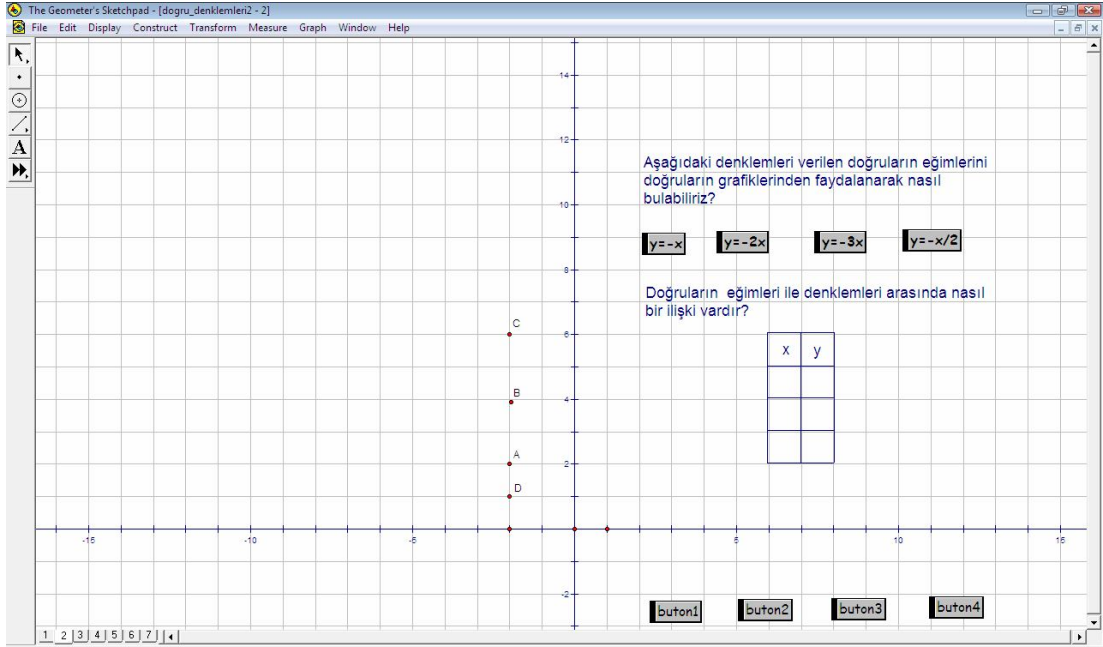 The Geometer's Sketchpad - [dogru_denklemleri2 - 2]
File Edit Display Construct Transform Measure Graph Window Help
A
14
12
Aşağıdaki denklemleri verilen doğruların eğimlerini
doğruların grafiklerinden faydalanarak nasıl
bulabiliriz?
10
y=-x y=-2x y=-3x y=-x/2
8
Doğruların eğimleri ile denklemleri arasında nasıl
bir ilişki vardır?
C
6
x y
B
4
A
2
D
-15 -10 -5 5 10 15
-2
buton1 buton2 buton3 buton4
1 2 3 4 5 6 7